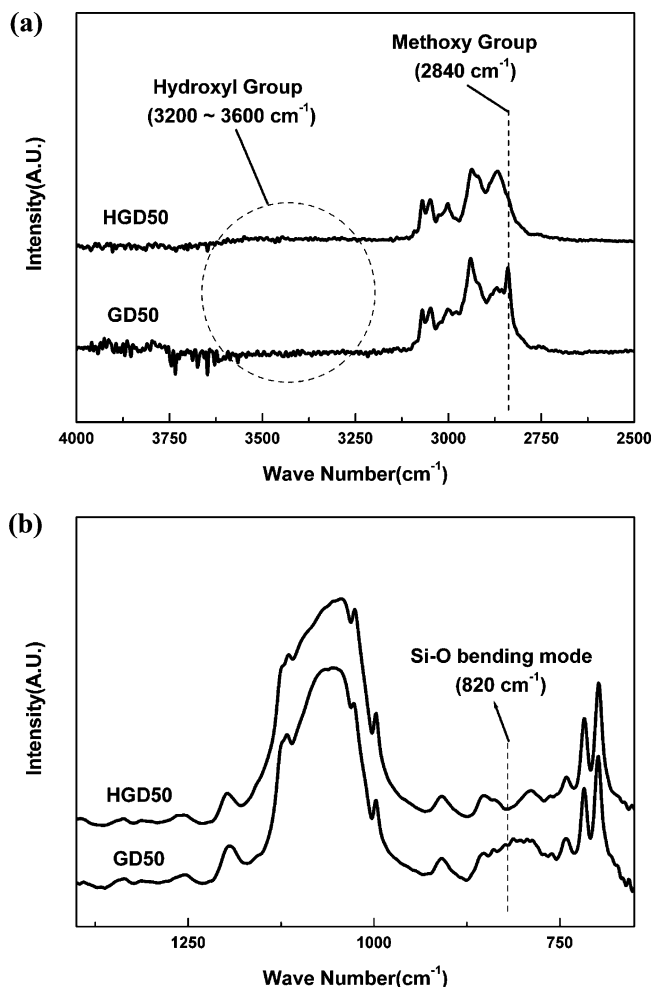 (a)
Methoxy Group
(2840 cm⁻¹)
Hydroxyl Group
(3200 ~ 3600 cm⁻¹)
HGD50
GD50
Intensity(A.U.)
4000 3750 3500 3250 3000 2750 2500
Wave Number(cm⁻¹)
(b)
Si-O bending mode
(820 cm⁻¹)
HGD50
GD50
Intensity(A.U.)
1250 1000 750
Wave Number(cm⁻¹)